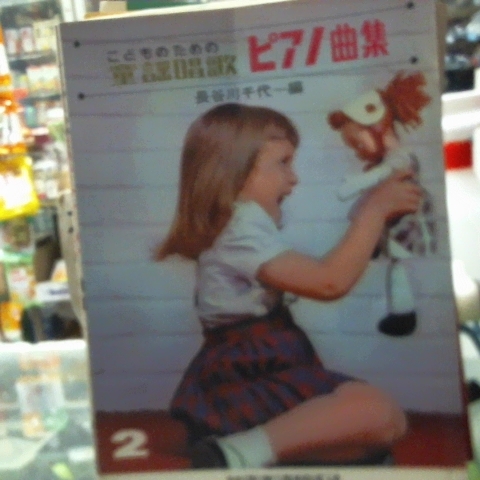 こどものための
童謡唱歌 ピアノ曲集
長谷川千代一編
2